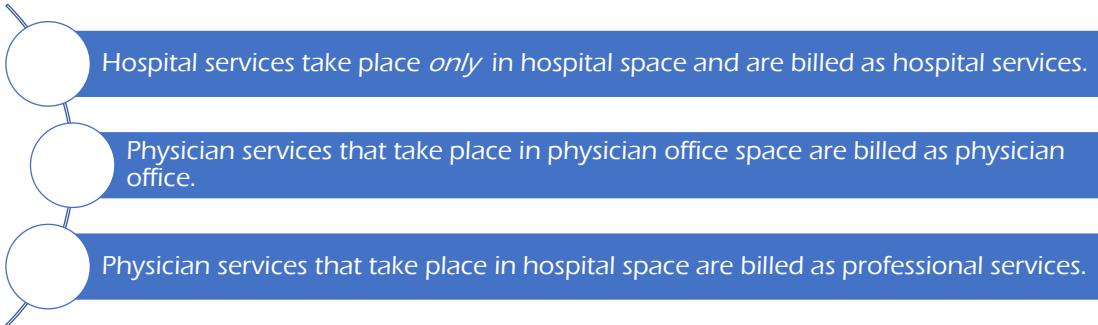 Hospital services take place only in hospital space and are billed as hospital services.
Physician services that take place in physician office space are billed as physician
office.
Physician services that take place in hospital space are billed as professional services.